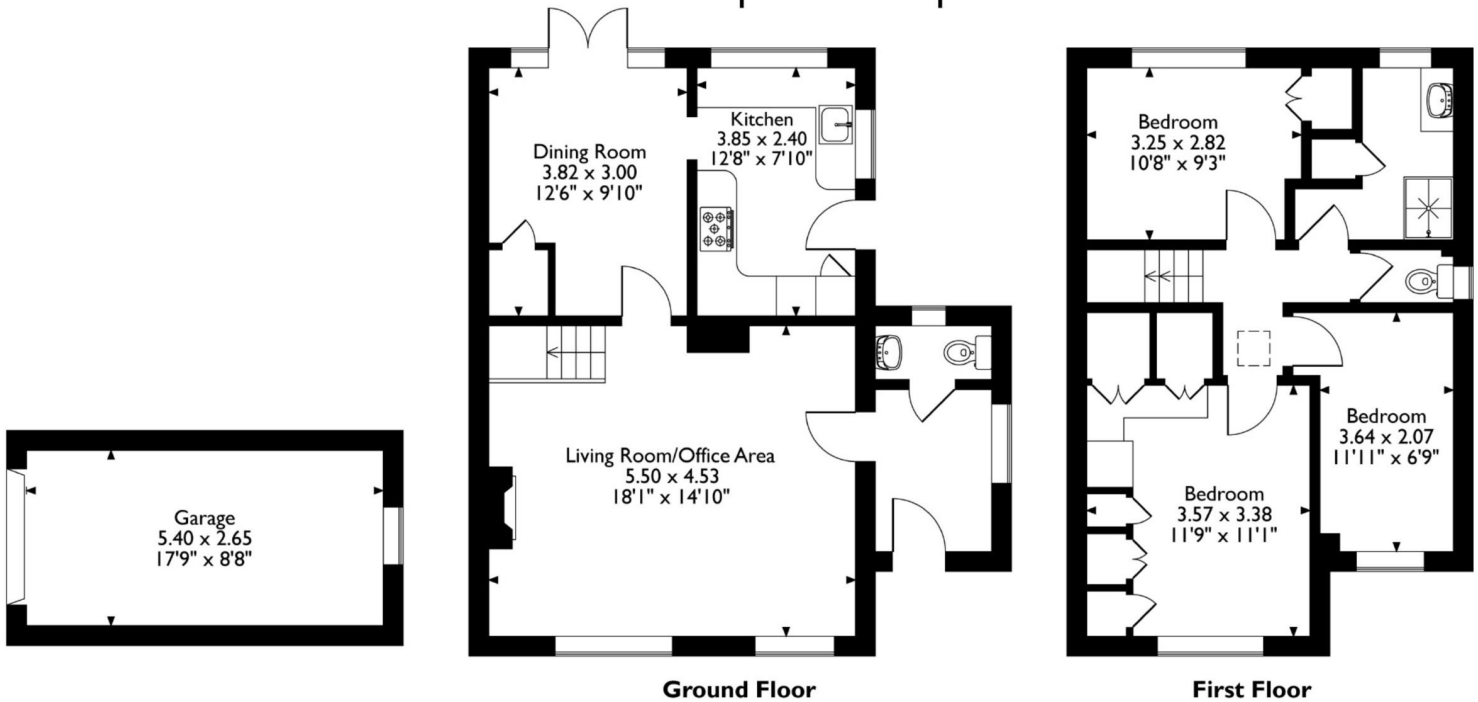 Dining Room
3.82 x 3.00
12'6" x 9'10"
Kitchen
3.85 x 2.40
12'8" x 7'10"
Living Room/Office Area
5.50 x 4.53
18'1" x 14'10"
Garage
5.40 x 2.65
17'9" x 8'8"
Ground Floor
Bedroom
3.25 x 2.82
10'8" x 9'3"
Bedroom
3.64 x 2.07
11'11" x 6'9"
Bedroom
3.57 x 3.38
11'9" x 11'1"
First Floor